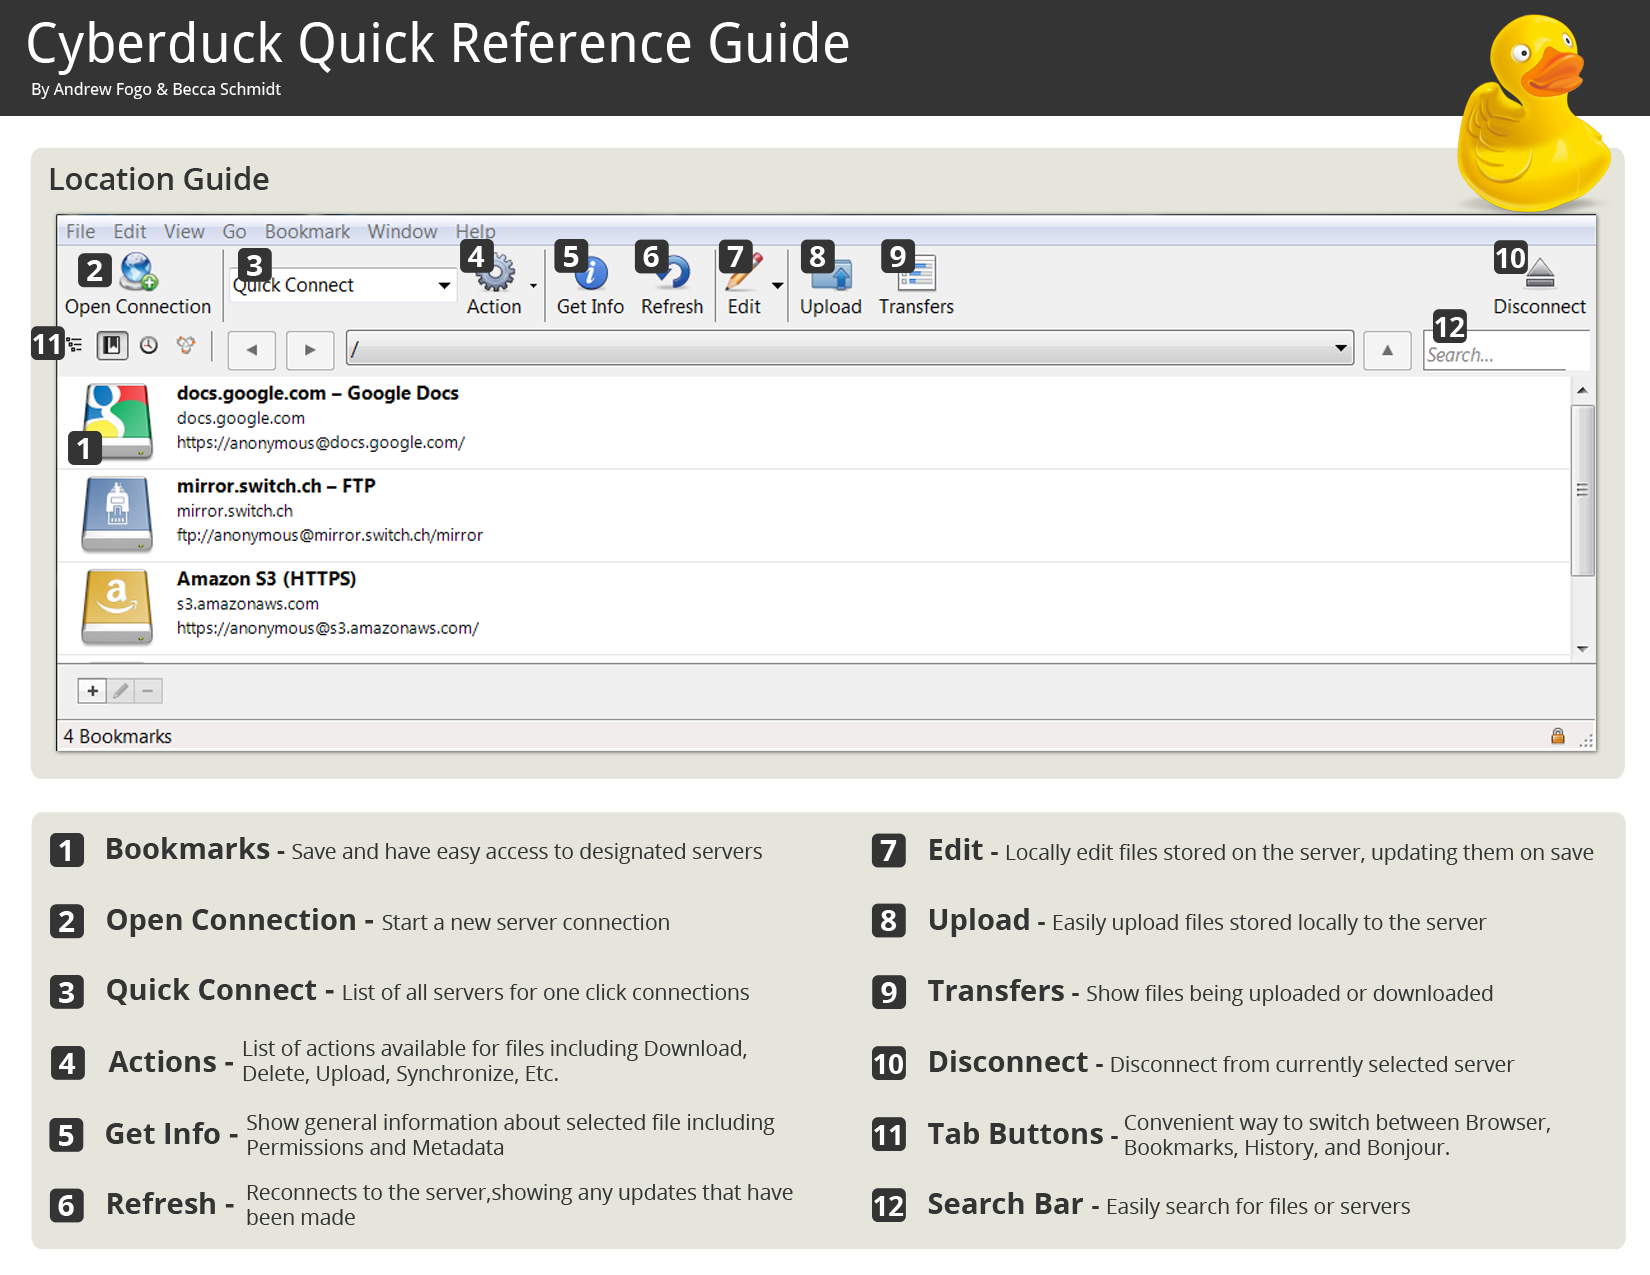 Cyberduck Quick Reference Guide
By Andrew Fogo & Becca Schmidt
Location Guide
File Edit View Go Bookmark Window Help
2 3 4 5 6 7 8 9 10
Quick Connect
Open Connection Action Get Info Refresh Edit Upload Transfers Disconnect
11 / 12 Search...
docs.google.com – Google Docs
docs.google.com
https://anonymous@docs.google.com/
1
mirror.switch.ch – FTP
mirror.switch.ch
ftp://anonymous@mirror.switch.ch/mirror
a
Amazon S3 (HTTPS)
s3.amazonaws.com
https://anonymous@s3.amazonaws.com/
4 Bookmarks
1 Bookmarks - Save and have easy access to designated servers
2 Open Connection - Start a new server connection
3 Quick Connect - List of all servers for one click connections
4 Actions - List of actions available for files including Download,
Delete, Upload, Synchronize, Etc.
5 Get Info - Show general information about selected file including
Permissions and Metadata
6 Refresh - Reconnects to the server,showing any updates that have
been made
7 Edit - Locally edit files stored on the server, updating them on save
8 Upload - Easily upload files stored locally to the server
9 Transfers - Show files being uploaded or downloaded
10 Disconnect - Disconnect from currently selected server
11 Tab Buttons - Convenient way to switch between Browser,
Bookmarks, History, and Bonjour.
12 Search Bar - Easily search for files or servers